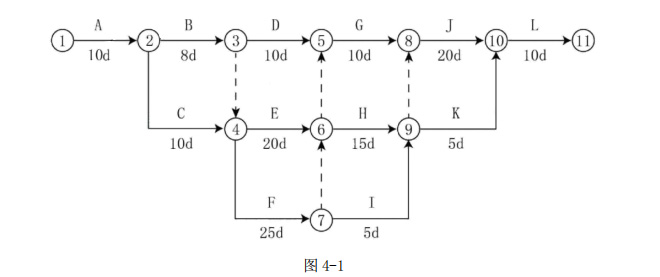 A B D G J L
① ② ③ ⑤ ⑧ ⑩ ⑪
10d 8d 10d 10d 20d 10d
C E H K
④ ⑥ ⑨
10d 20d 15d 5d
F I
⑦
25d 5d
图 4-1